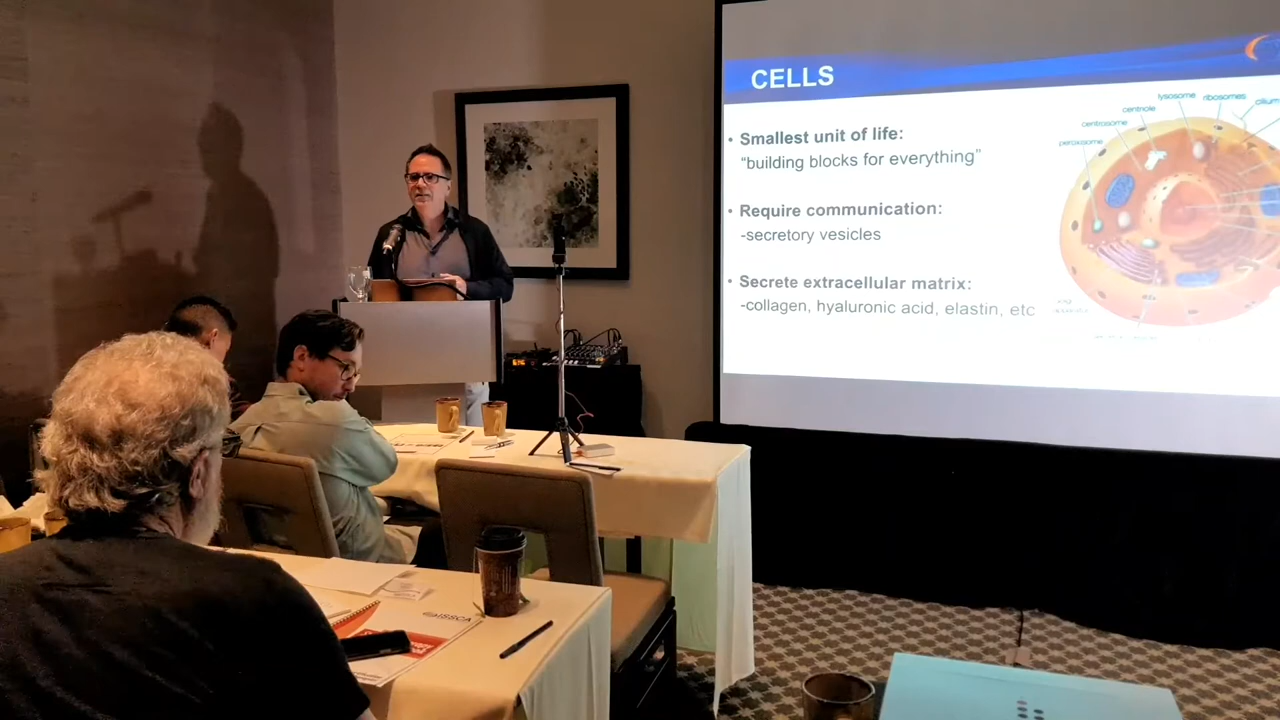 CELLS
• Smallest unit of life:
"building blocks for everything"
• Require communication:
-secretory vesicles
• Secrete extracellular matrix:
-collagen, hyaluronic acid, elastin, etc
lysosome
ribosomes
cilium
centriole
centrosome
peroxisome
ISSCA